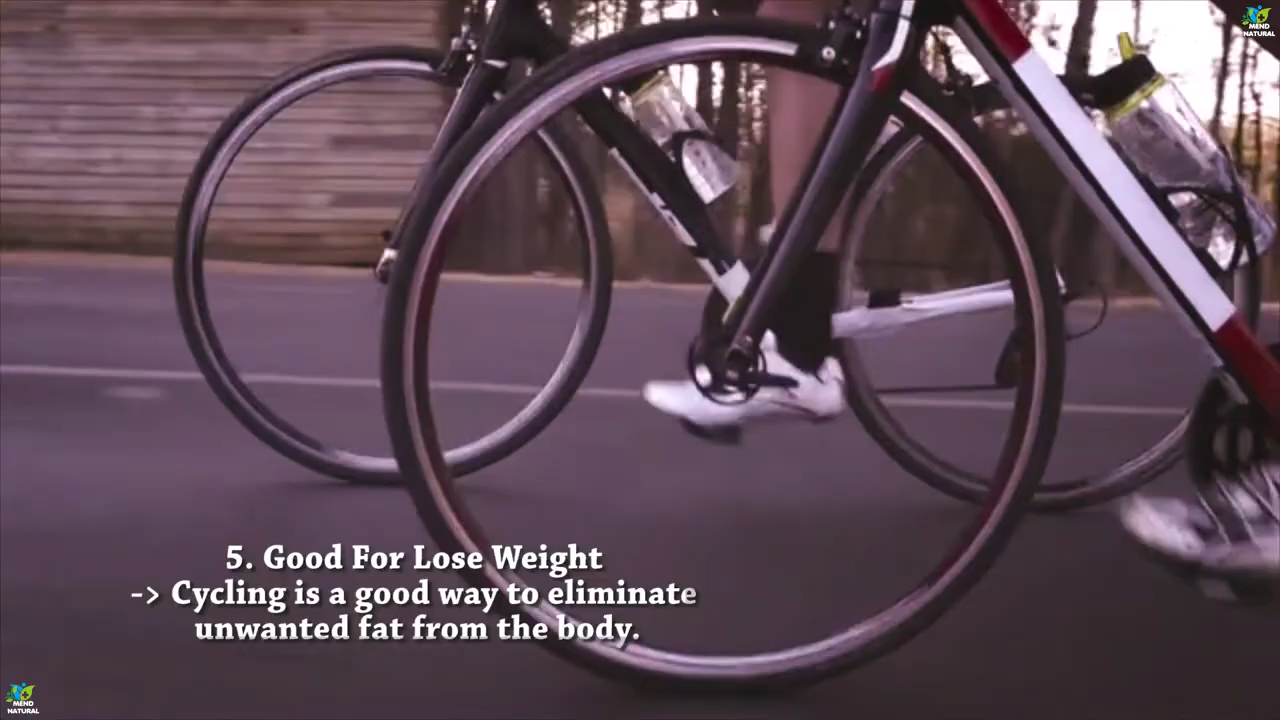 MEND
NATURAL
5. Good For Lose Weight
-> Cycling is a good way to eliminate
unwanted fat from the body.
MEND
NATURAL